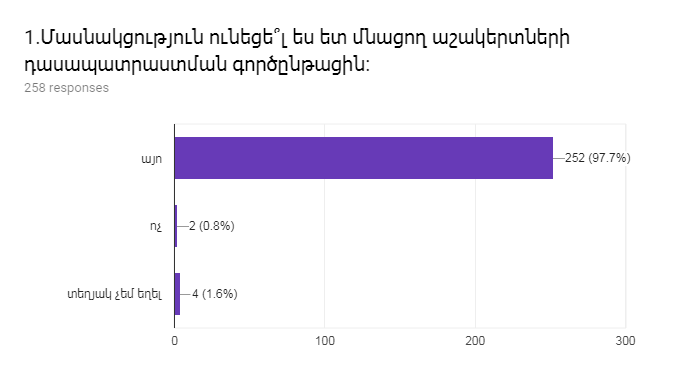 1.Մասնակցություն ունեցե՞լ ես ետ մնացող աշակերտների
դասապատրաստման գործընթացին:
258 responses
այո
252 (97.7%)
ոչ
2 (0.8%)
տեղյակ չեմ եղել
4 (1.6%)
0 100 200 300